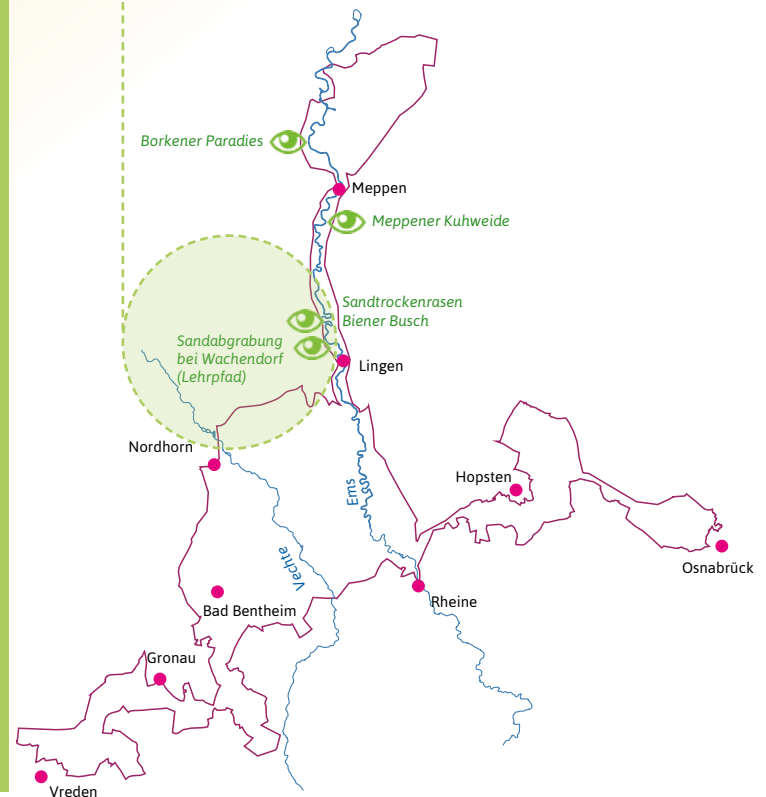 Borkener Paradies
Meppen
Meppener Kuhweide
Sandtrockenrasen
Biener Busch
Sandabgrabung
bei Wachendorf
(Lehrpfad)
Lingen
Nordhorn
Hopsten
Ems
Osnabrück
Vechte
Rheine
Bad Bentheim
Gronau
Vreden